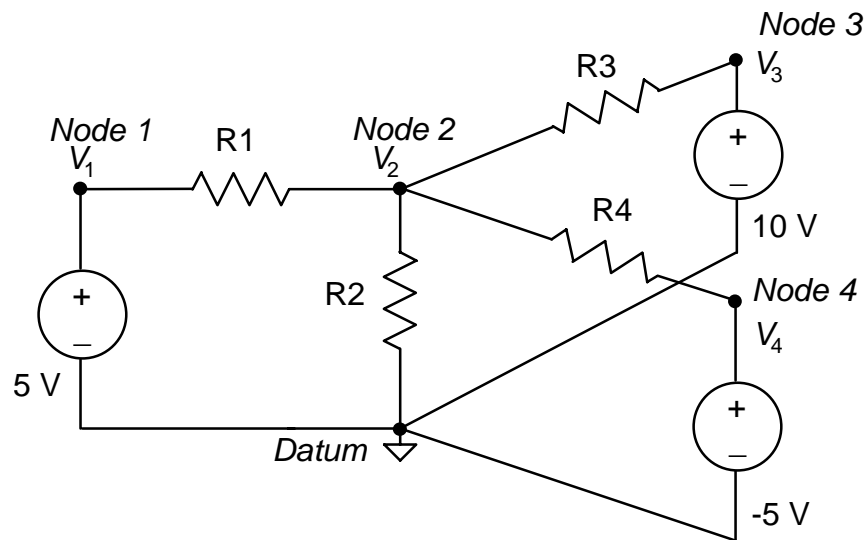 Node 3
V3
R3
Node 1
V1
R1
Node 2
V2
+
–
10 V
R4
Node 4
V4
R2
+
–
5 V
Datum
+
–
-5 V